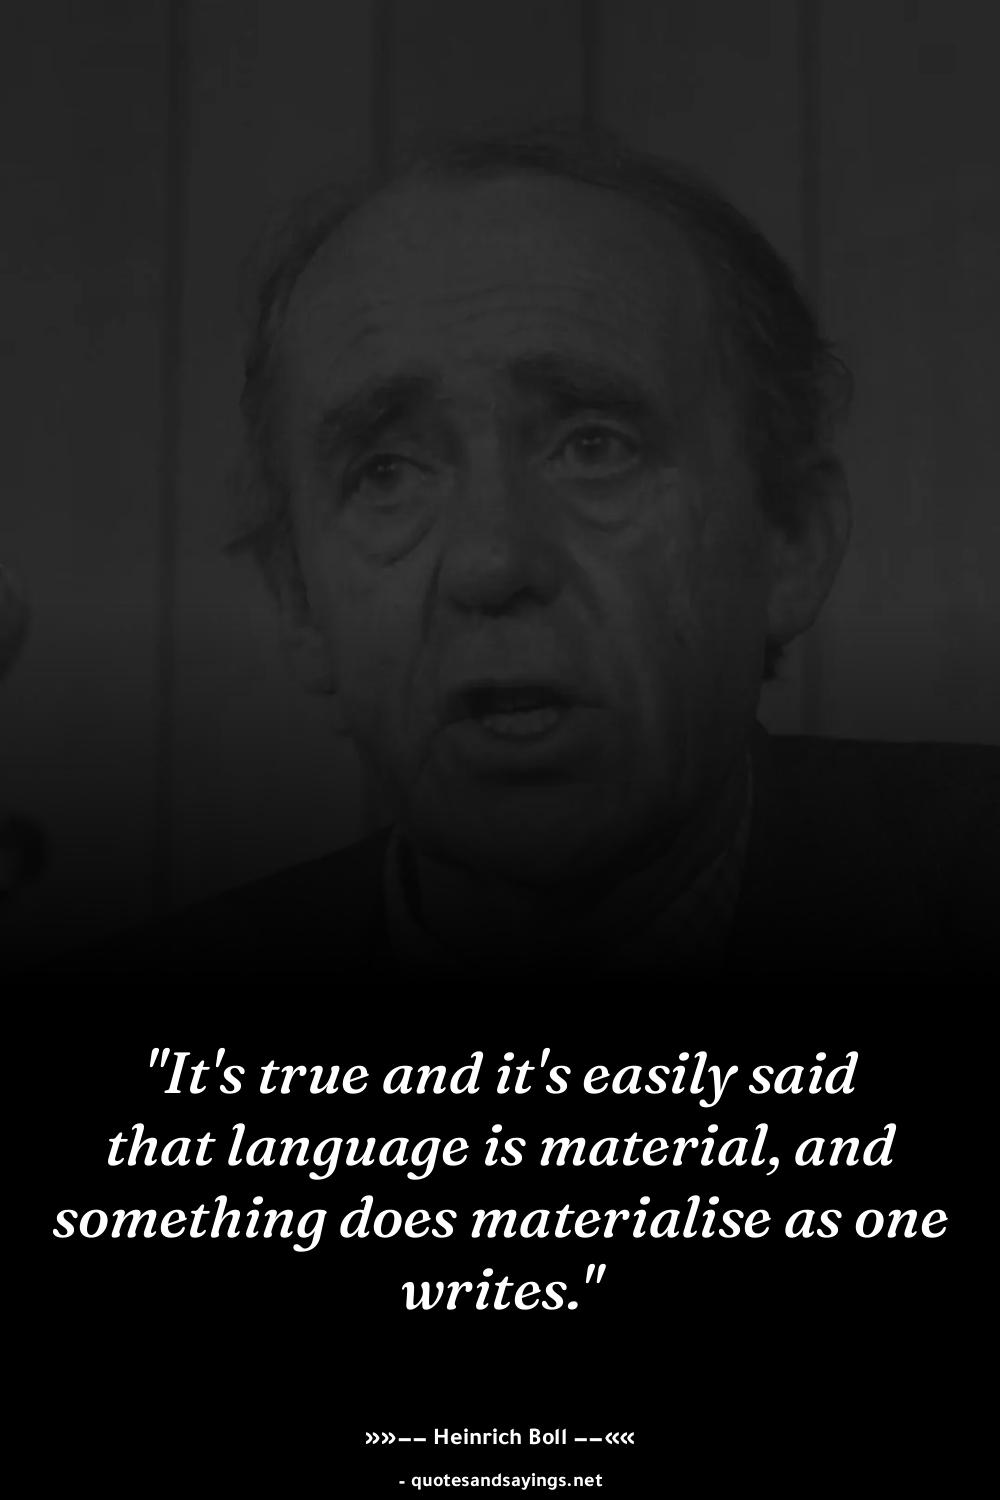 "It's true and it's easily said
that language is material, and
something does materialise as one
writes."
»»–– Heinrich Boll ––««
- quotesandsayings.net